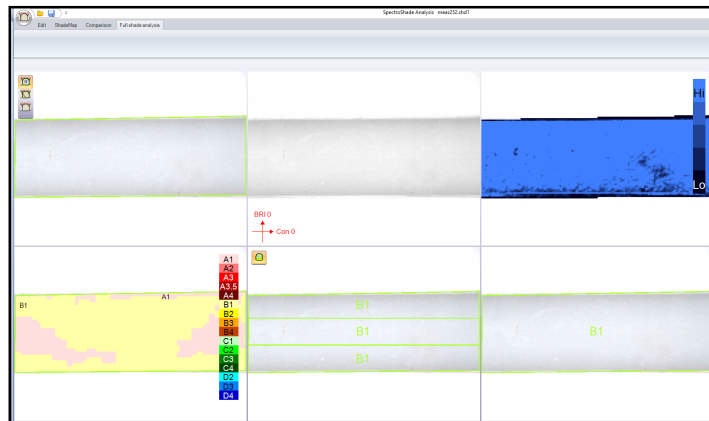 SpectroShade Analysis meas252.shd1
Edit ShadeMap Comparison Full shade analysis
Hi
Lo
BRI 0
Con 0
A1
A2
A3
A3.5
A4
B1
B2
B3
B4
C1
C2
C3
C4
D2
D3
D4
B1
A1
B1
B1
B1
B1